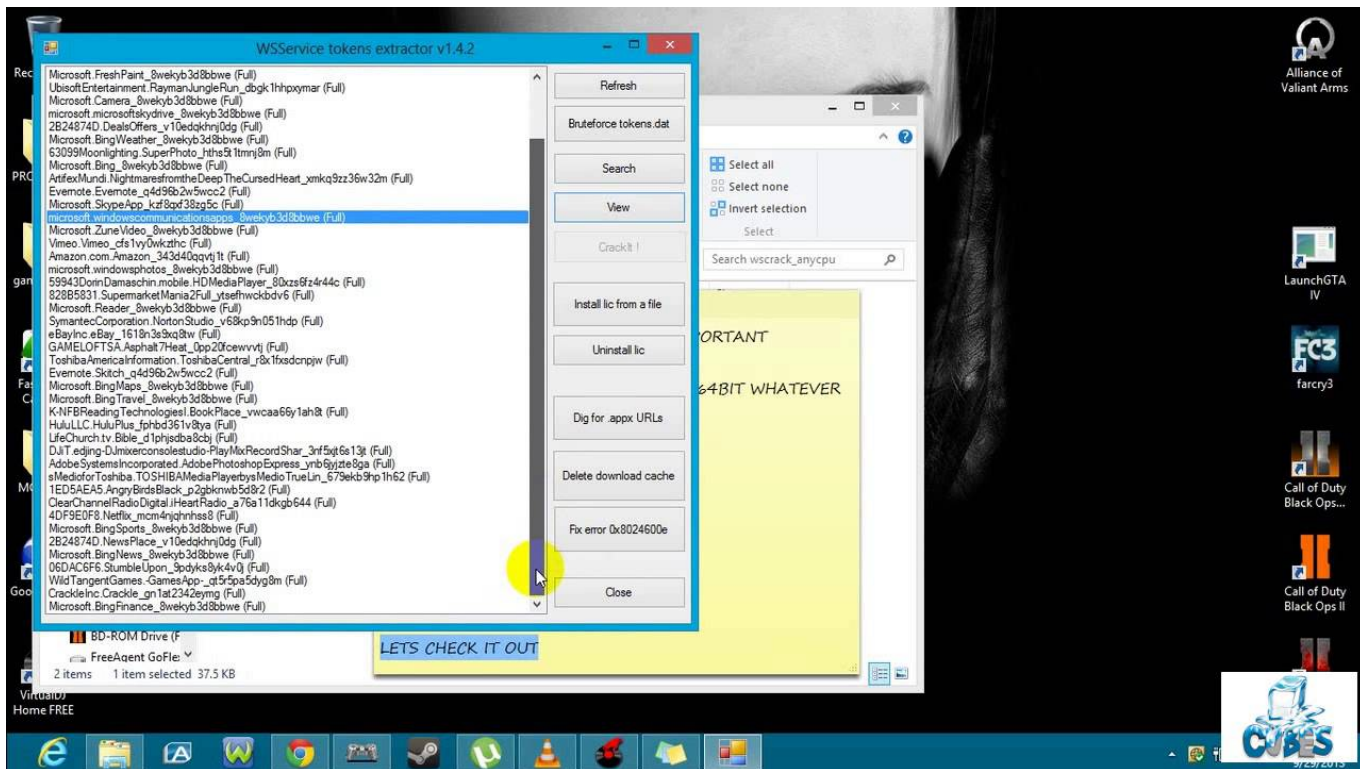 WSService tokens extractor v1.4.2
Microsoft.FreshPaint_8wekyb3d8bbwe (Full)
UbisoftEntertainment.RaymanJungleRun_dbgk1hhpxymar (Full)
Microsoft.Camera_8wekyb3d8bbwe (Full)
microsoft.microsoftskydrive_8wekyb3d8bbwe (Full)
2B24874D.DealsOffers_v10edqkhnj0dg (Full)
Microsoft.BingWeather_8wekyb3d8bbwe (Full)
63099Moonlighting.SuperPhoto_hths5t1tmnj8m (Full)
Microsoft.Bing_8wekyb3d8bbwe (Full)
ArtifexMundi.NightmaresfromtheDeepTheCursedHeart_xmkq9zz36w32m (Full)
Evernote.Evernote_q4d96b2w5wcc2 (Full)
Microsoft.SkypeApp_kzf8qxf38zg5c (Full)
microsoft.windowscommunicationsapps_8wekyb3d8bbwe (Full)
Microsoft.ZuneVideo_8wekyb3d8bbwe (Full)
Vimeo.Vimeo_cfs1vy0wkzthc (Full)
Amazon.com.Amazon_343d40qqvtj1t (Full)
microsoft.windowsphotos_8wekyb3d8bbwe (Full)
59943DorinDamaschin.mobile.HDMediaPlayer_80xzs6fz4r44c (Full)
828B5831.SupermarketMania2Full_ytsefhwckbdv6 (Full)
Microsoft.Reader_8wekyb3d8bbwe (Full)
SymantecCorporation.NortonStudio_v68kp9n051hdp (Full)
eBayInc.eBay_1618n3s9xq8tw (Full)
GAMELOFTSA.Asphalt7Heat_0pp20fcewvvtj (Full)
ToshibaAmericaInformation.ToshibaCentral_r8x1fxsdcnpjw (Full)
Evernote.Skitch_q4d96b2w5wcc2 (Full)
Microsoft.BingMaps_8wekyb3d8bbwe (Full)
Microsoft.BingTravel_8wekyb3d8bbwe (Full)
K-NFBReadingTechnologiesI.BookPlace_vwcaa66y1ah8t (Full)
HuluLLC.HuluPlus_fphbd361v8tya (Full)
LifeChurch.tv.Bible_d1phjsdba8cbj (Full)
DJiT.edjing-DJmixerconsolestudio-PlayMixRecordShar_3nf5xjt6s13jt (Full)
AdobeSystemsIncorporated.AdobePhotoshopExpress_ynb6jyjzte8ga (Full)
sMedioforToshiba.TOSHIBAMediaPlayerbysMedioTrueLin_679ekb9hp1h62 (Full)
1ED5AEA5.AngryBirdsBlack_p2gbknwb5d8r2 (Full)
ClearChannelRadioDigital.iHeartRadio_a76a11dkgb644 (Full)
4DF9E0F8.Netflix_mcm4njqhnhss8 (Full)
Microsoft.BingSports_8wekyb3d8bbwe (Full)
2B24874D.NewsPlace_v10edqkhnj0dg (Full)
Microsoft.BingNews_8wekyb3d8bbwe (Full)
06DAC6F6.StumbleUpon_9pdyks8yk4v0j (Full)
WildTangentGames.-GamesApp-_qt5r5pa5dyg8m (Full)
CrackleInc.Crackle_gn1at2342eymg (Full)
Microsoft.BingFinance_8wekyb3d8bbwe (Full)
Refresh
Bruteforce tokens.dat
Search
View
CrackIt !
Install lic from a file
Uninstall lic
Dig for .appx URLs
Delete download cache
Fix error 0x8024600e
Close
Select all
Select none
Invert selection
Select
Search wscrack_anycpu
ORTANT
64BIT WHATEVER
LETS CHECK IT OUT
BD-ROM Drive (F
FreeAgent GoFle
2 items 1 item selected 37.5 KB
VirtualDJ
Home FREE
Alliance of
Valiant Arms
LaunchGTA
IV
FC3
farcry3
Call of Duty
Black Ops...
Call of Duty
Black Ops II
CUBES
9/29/2013